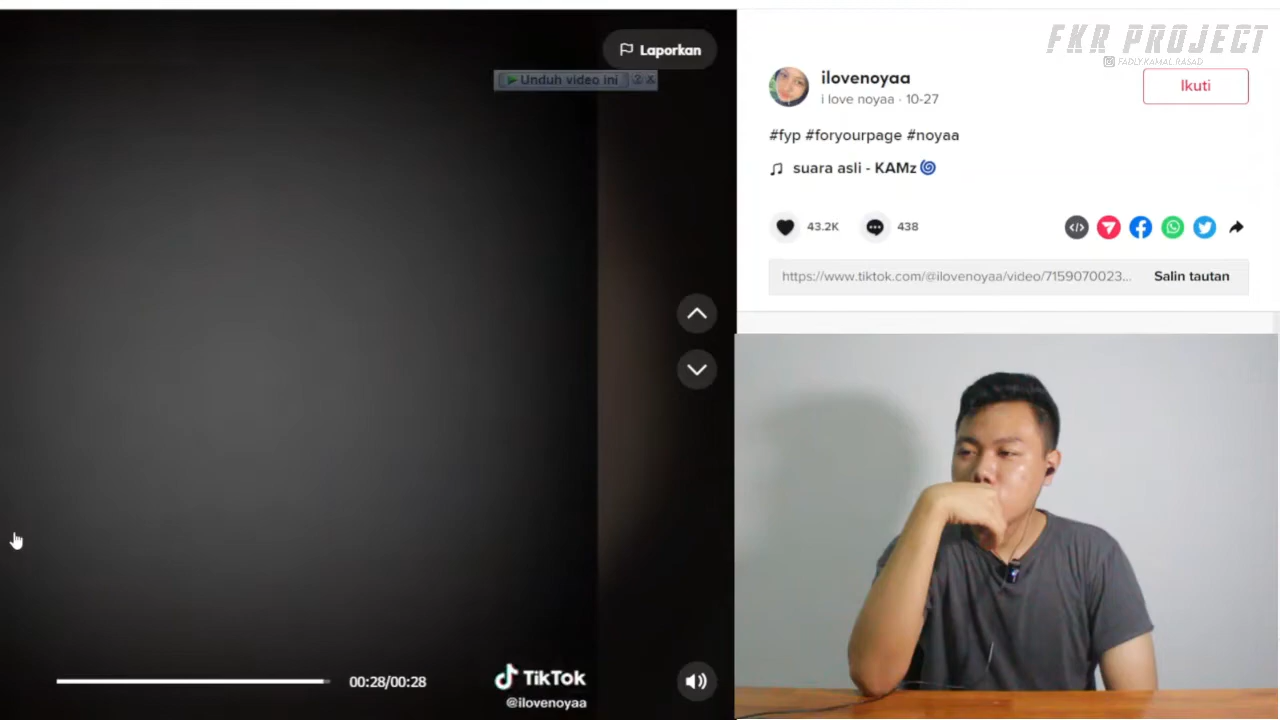 FKR PROJECT
FADLY.KAMAL.RASAD
Laporkan
Unduh video ini
ilovenoyaa
i love noyaa · 10-27
Ikuti
#fyp #foryourpage #noyaa
suara asli - KAMz
43.2K
438
https://www.tiktok.com/@ilovenoyaa/video/7159070023...
Salin tautan
00:28/00:28
TikTok
@ilovenoyaa